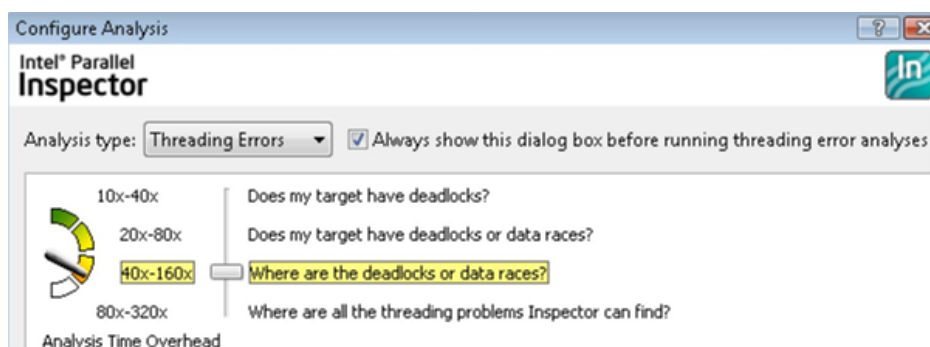 Configure Analysis
Intel® Parallel
Inspector
In
Analysis type: Threading Errors Always show this dialog box before running threading error analyses
10x-40x Does my target have deadlocks?
20x-80x Does my target have deadlocks or data races?
40x-160x Where are the deadlocks or data races?
80x-320x Where are all the threading problems Inspector can find?
Analysis Time Overhead